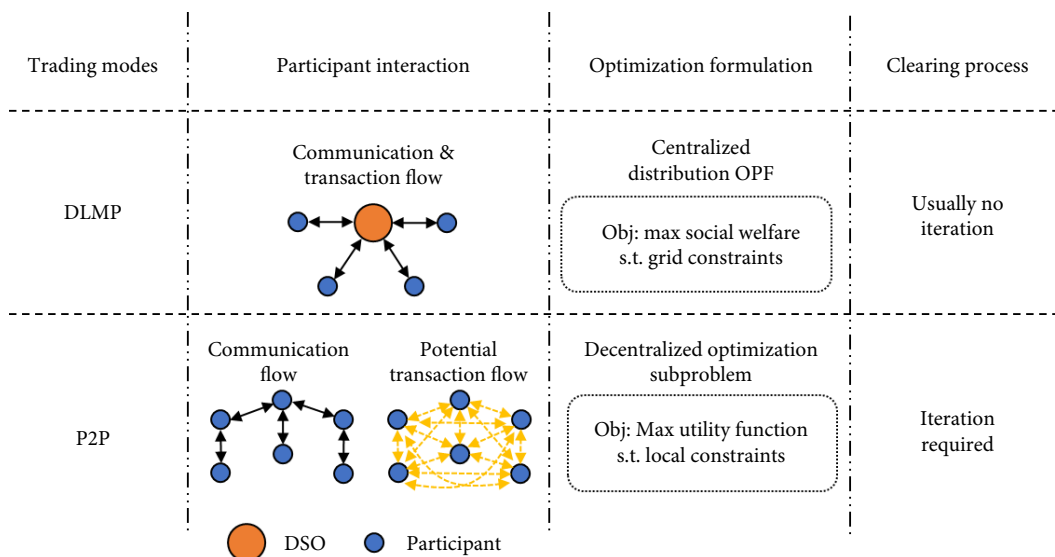 Trading modes
Participant interaction
Optimization formulation
Clearing process
DLMP
Communication &
transaction flow
Centralized
distribution OPF
Obj: max social welfare
s.t. grid constraints
Usually no
iteration
P2P
Communication
flow
Potential
transaction flow
Decentralized optimization
subproblem
Obj: Max utility function
s.t. local constraints
Iteration
required
DSO
Participant